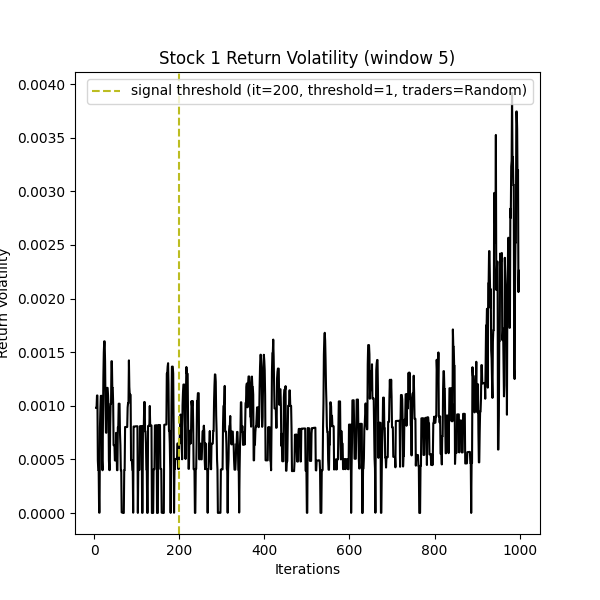 Stock 1 Return Volatility (window 5)
signal threshold (it=200, threshold=1, traders=Random)
0.0040
0.0035
0.0030
0.0025
0.0020
0.0015
0.0010
0.0005
0.0000
Return Volatility
0 200 400 600 800 1000
Iterations